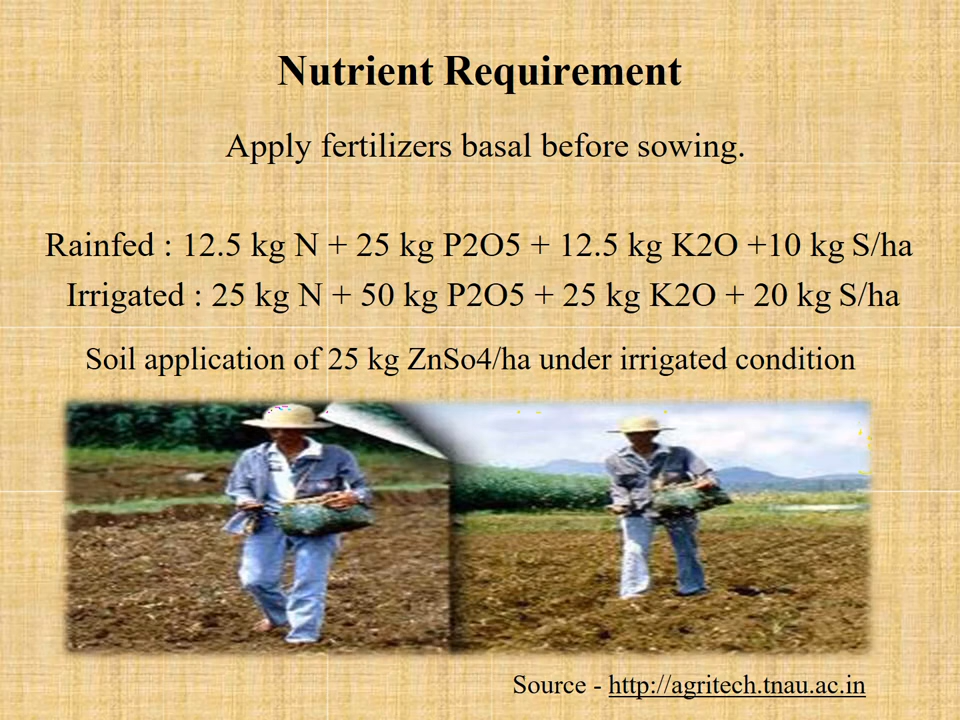 Nutrient Requirement
Apply fertilizers basal before sowing.
Rainfed : 12.5 kg N + 25 kg P2O5 + 12.5 kg K2O +10 kg S/ha
Irrigated : 25 kg N + 50 kg P2O5 + 25 kg K2O + 20 kg S/ha
Soil application of 25 kg ZnSo4/ha under irrigated condition
Source - http://agritech.tnau.ac.in